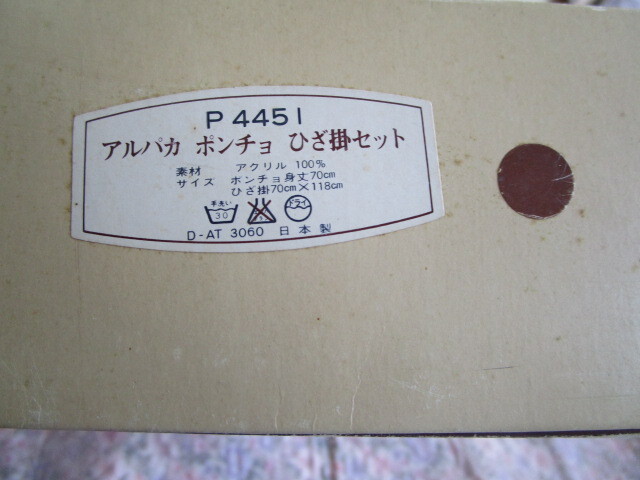 P 4451
アルパカ ポンチョ ひざ掛セット
素材 アクリル 100%
サイズ ポンチョ身丈70cm
ひざ掛70cm×118cm
手洗い
30
ドライ
D-AT 3060 日本製